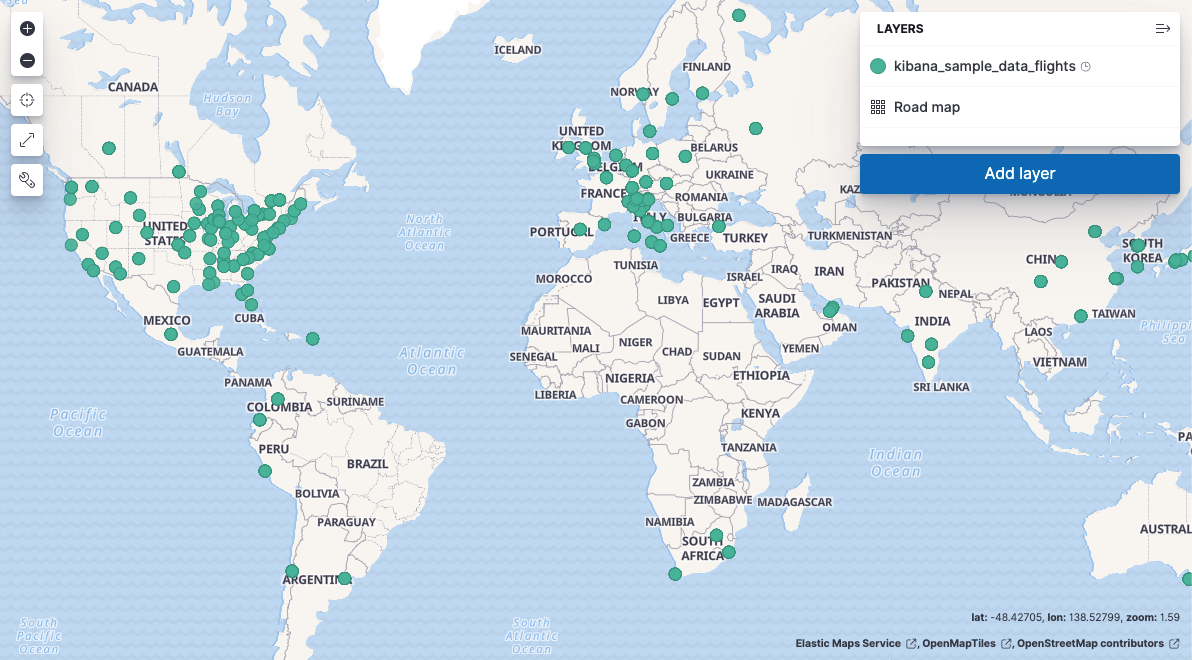 Sea
ICELAND
LAYERS
FINLAND
kibana_sample_data_flights
CANADA
NORWAY
Hudson
Bay
Road map
UNITED
KINGDOM
BELARUS
BELGIUM
UKRAINE
Add layer
FRANCE
ROMANIA
KAZ
MONGOLIA
North
Atlantic
Ocean
UNITED
STATES
ITALY
BULGARIA
PORTUGAL
GREECE
TURKEY
TURKMENISTAN
SOUTH
KOREA
CHINA
TUNISIA
IRAQ
IRAN
MOROCCO
ISRAEL
PAKISTAN
NEPAL
LIBYA
EGYPT
SAUDI
ARABIA
MEXICO
CUBA
OMAN
INDIA
TAIWAN
Philippi
Sea
MAURITANIA
LAOS
GUATEMALA
Atlantic
Ocean
NIGER
MALI
CHAD
YEMEN
SENEGAL
SUDAN
VIETNAM
PANAMA
NIGERIA
ETHIOPIA
SRI LANKA
LIBERIA
COLOMBIA
SURINAME
CAMEROON
Pacific
Ocean
KENYA
GABON
PA
PERU
TANZANIA
Indian
Ocean
BRAZIL
ZAMBIA
BOLIVIA
ZIMBABWE
MADAGASCAR
PARAGUAY
NAMIBIA
AUSTRAL
SOUTH
AFRICA
ARGENTINA
lat: -48.42705, lon: 138.52799, zoom: 1.59
South
Pacific
Ocean
South
Atlantic
Ocean
Elastic Maps Service , OpenMapTiles , OpenStreetMap contributors